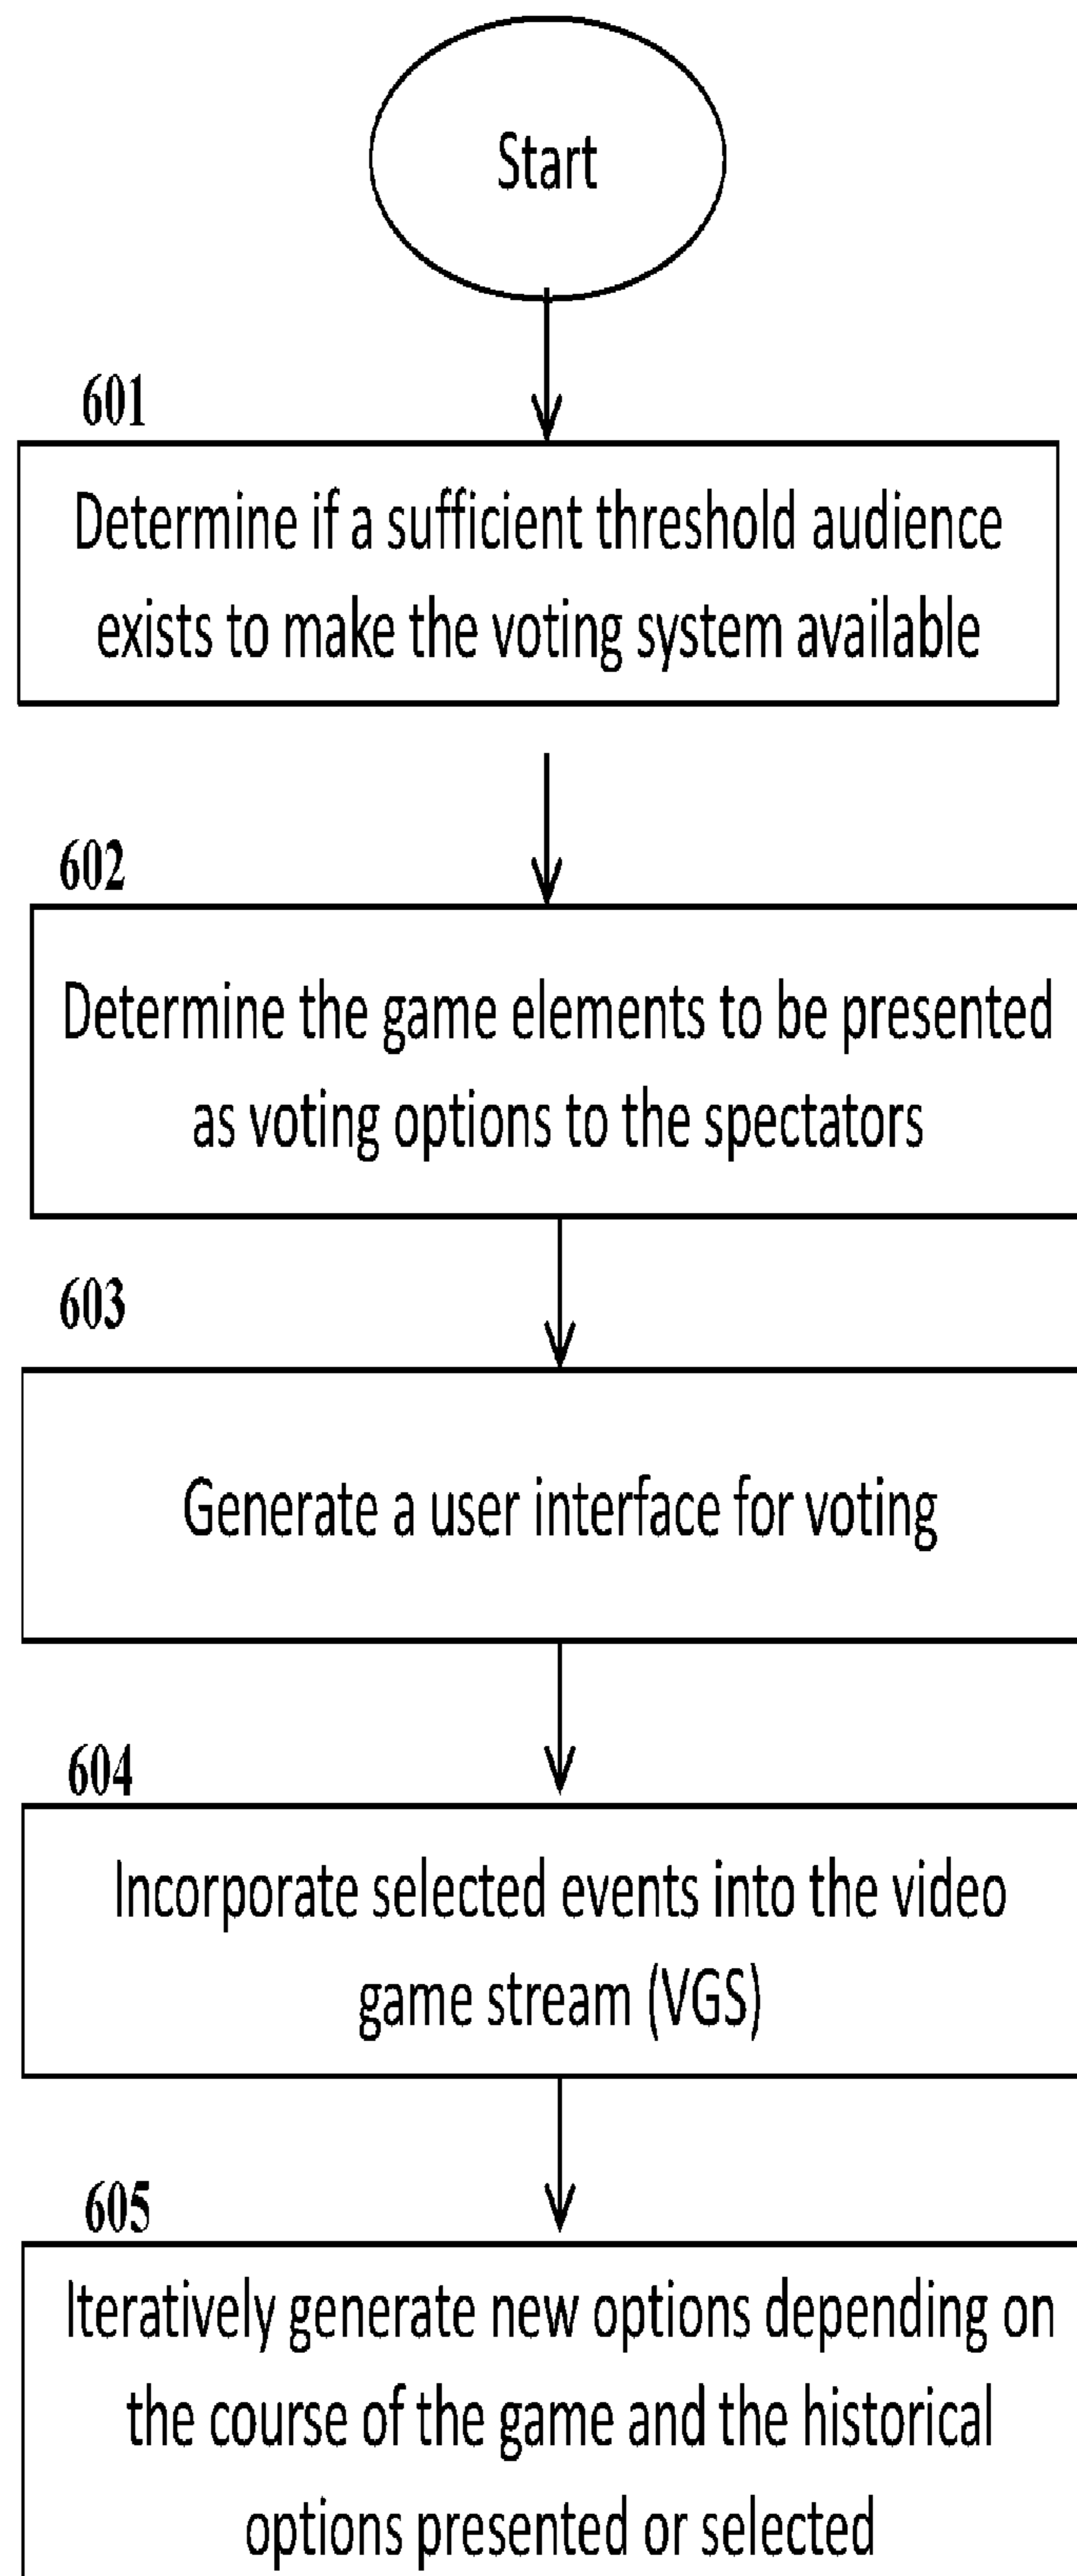 Start
601
Determine if a sufficient threshold audience
exists to make the voting system available
602
Determine the game elements to be presented
as voting options to the spectators
603
Generate a user interface for voting
604
Incorporate selected events into the video
game stream (VGS)
605
Iteratively generate new options depending on
the course of the game and the historical
options presented or selected